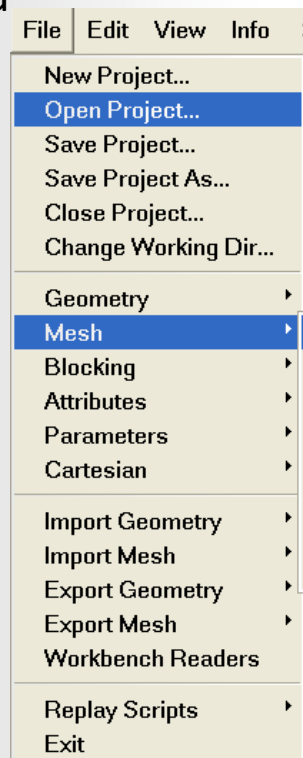 File Edit View Info
New Project...
Open Project...
Save Project...
Save Project As...
Close Project...
Change Working Dir...
Geometry
Mesh
Blocking
Attributes
Parameters
Cartesian
Import Geometry
Import Mesh
Export Geometry
Export Mesh
Workbench Readers
Replay Scripts
Exit